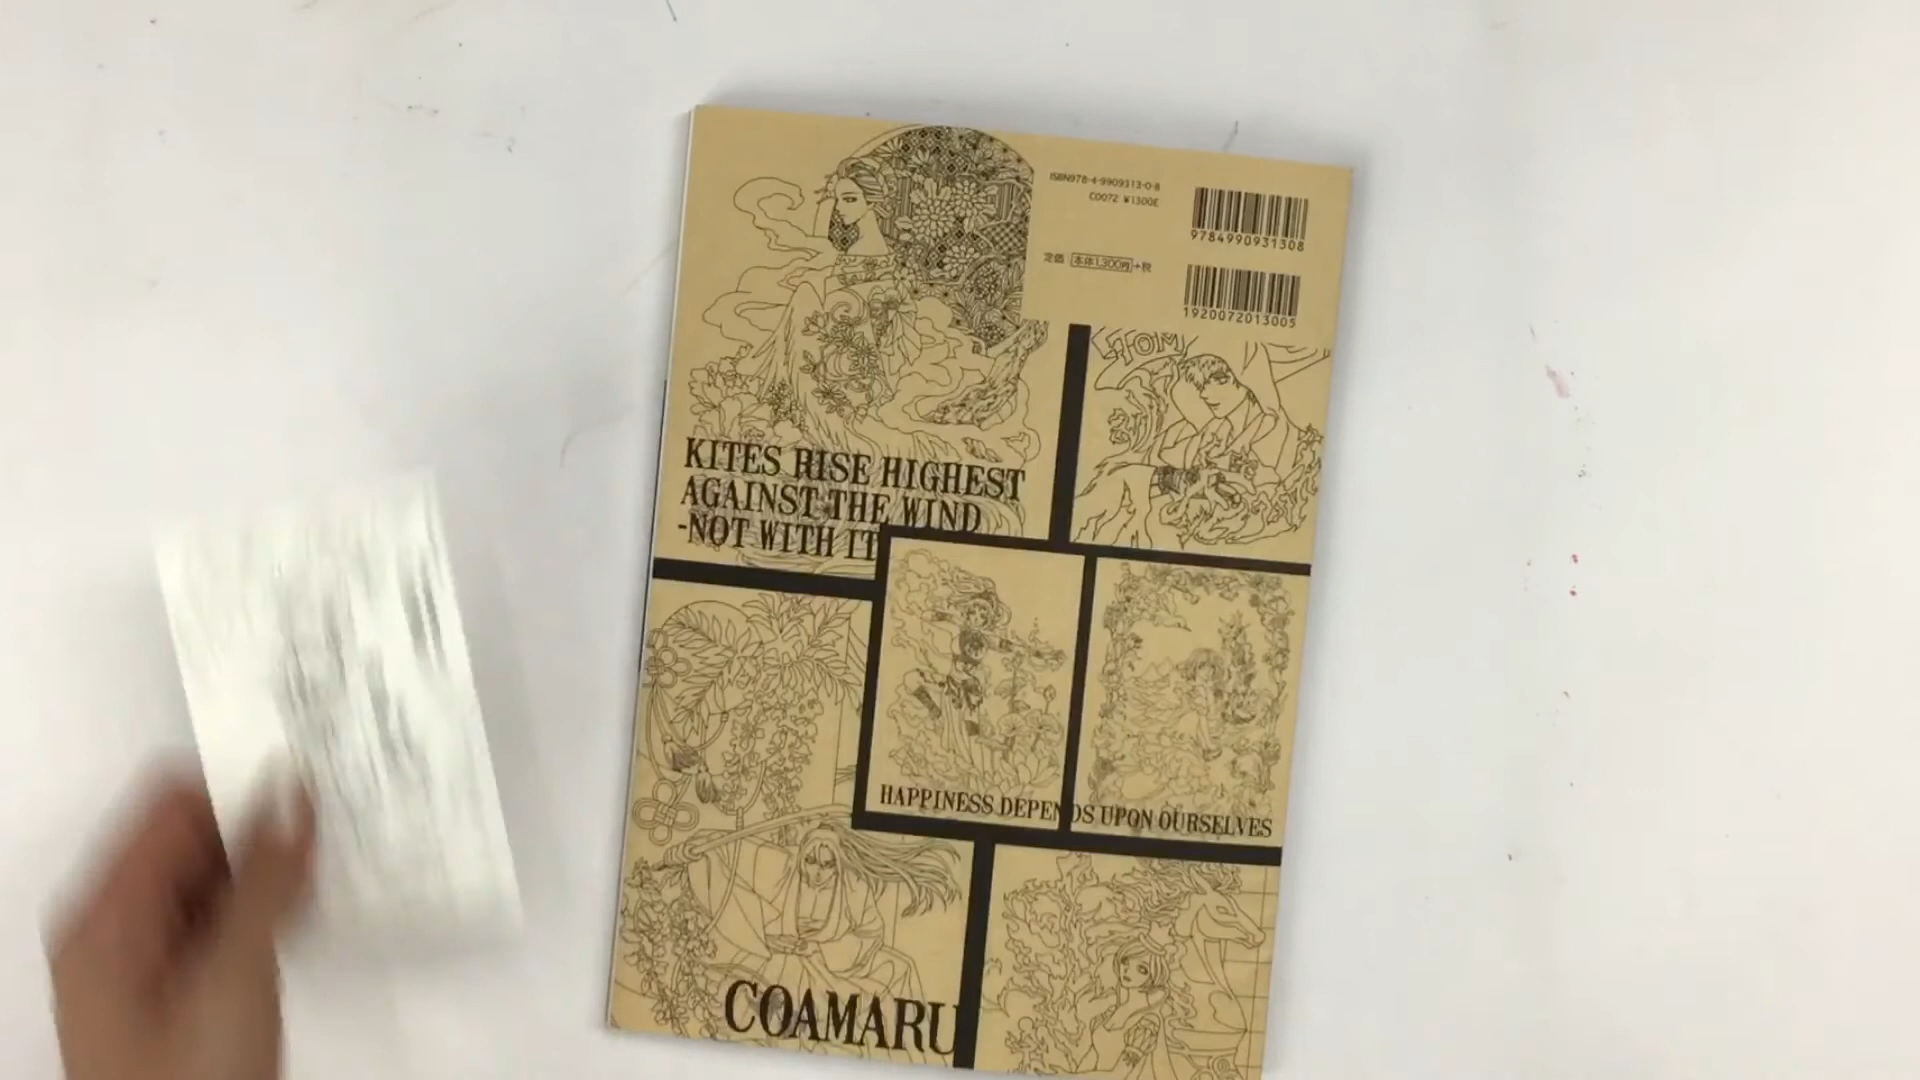 ISBN978-4-9909313-0-8
C0072 ¥1300E
9784990931308
定価 本体1,300円+税
1920072013005
TOM
KITES RISE HIGHEST
AGAINST THE WIND
-NOT WITH IT
HAPPINESS DEPENDS UPON OURSELVES
COAMARU